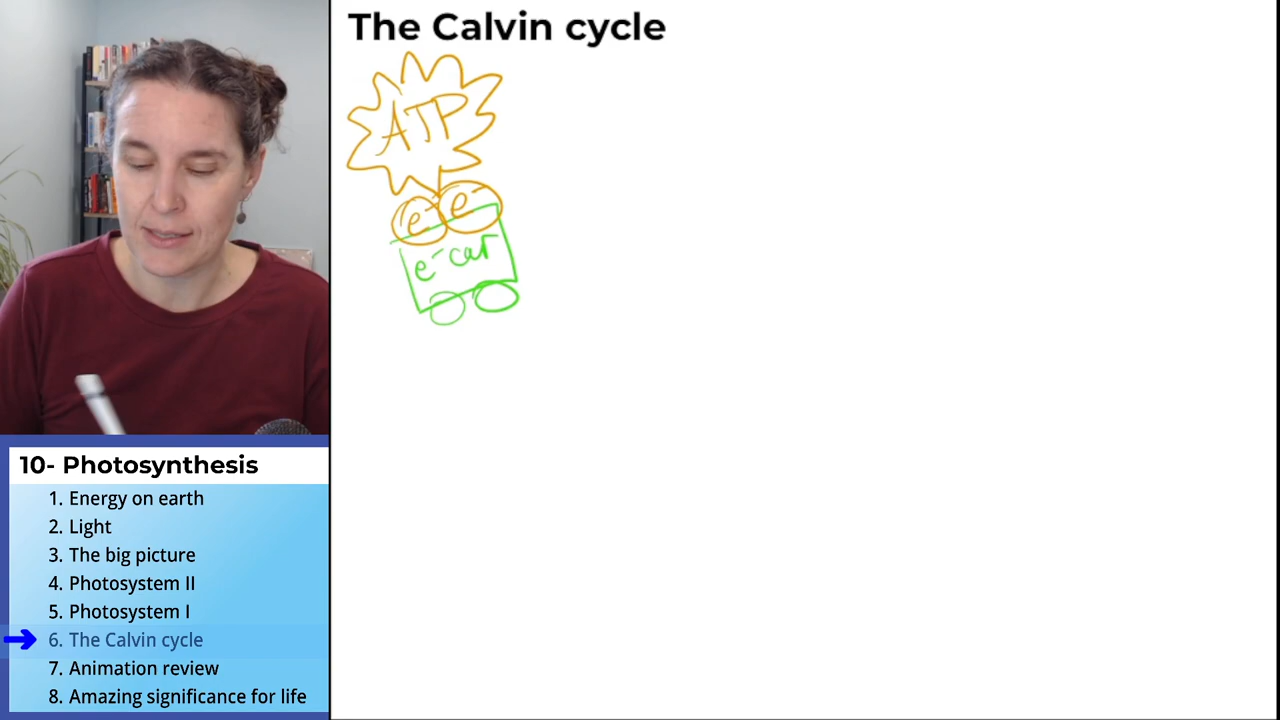 The Calvin cycle
ATP
e- e-
e- car
10- Photosynthesis
1. Energy on earth
2. Light
3. The big picture
4. Photosystem II
5. Photosystem I
6. The Calvin cycle
7. Animation review
8. Amazing significance for life